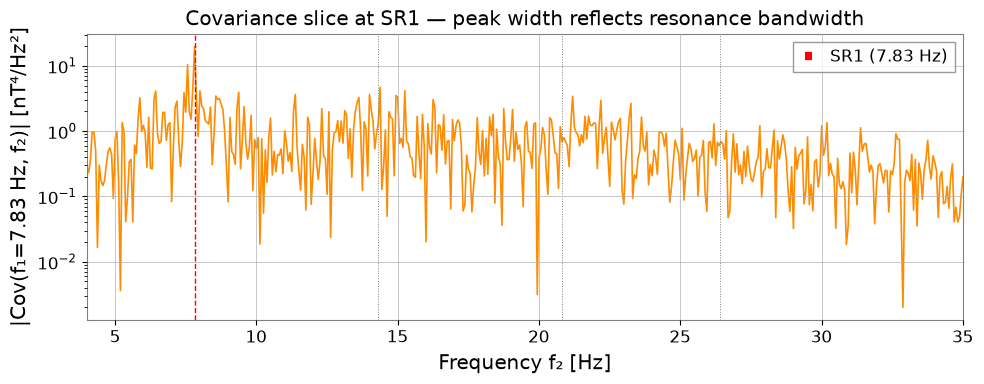 Covariance slice at SR1 — peak width reflects resonance bandwidth
|Cov(f₁=7.83 Hz, f₂)| [nT⁴/Hz²]
10¹
10⁰
10⁻¹
10⁻²
SR1 (7.83 Hz)
5 10 15 20 25 30 35
Frequency f₂ [Hz]